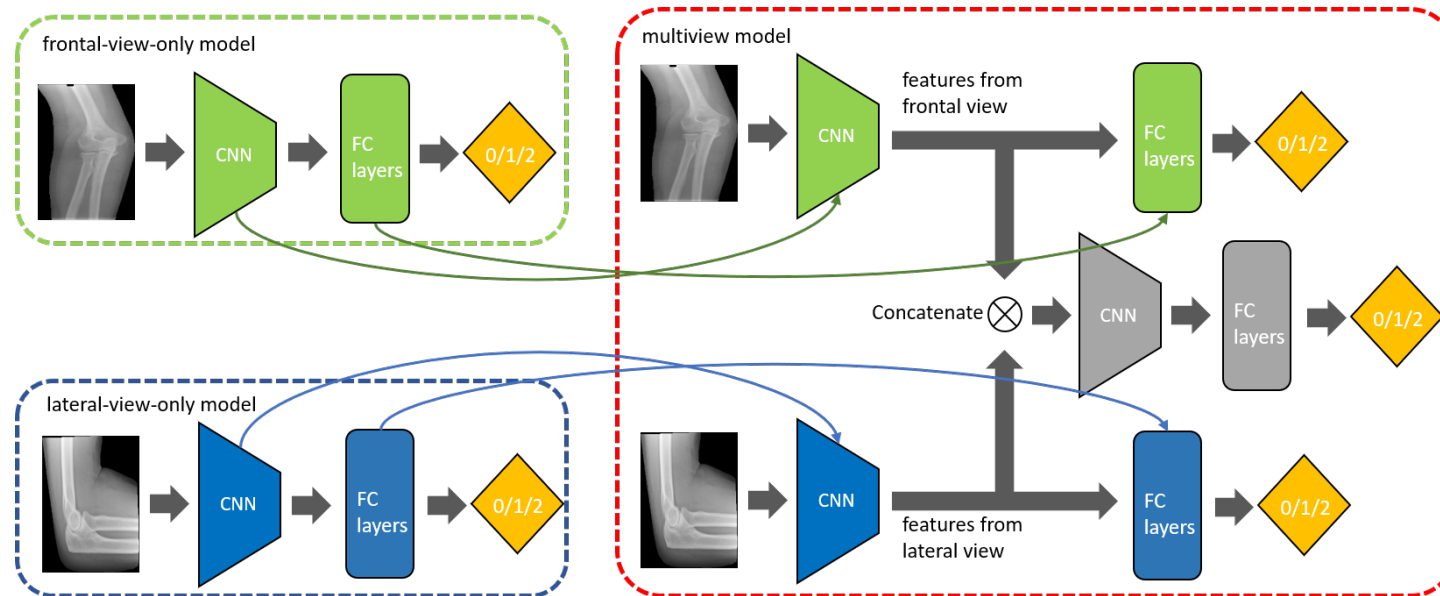 frontal-view-only model
CNN
FC
layers
0/1/2
multiview model
CNN
features from
frontal view
FC
layers
0/1/2
Concatenate
CNN
FC
layers
0/1/2
lateral-view-only model
CNN
FC
layers
0/1/2
CNN
features from
lateral view
FC
layers
0/1/2